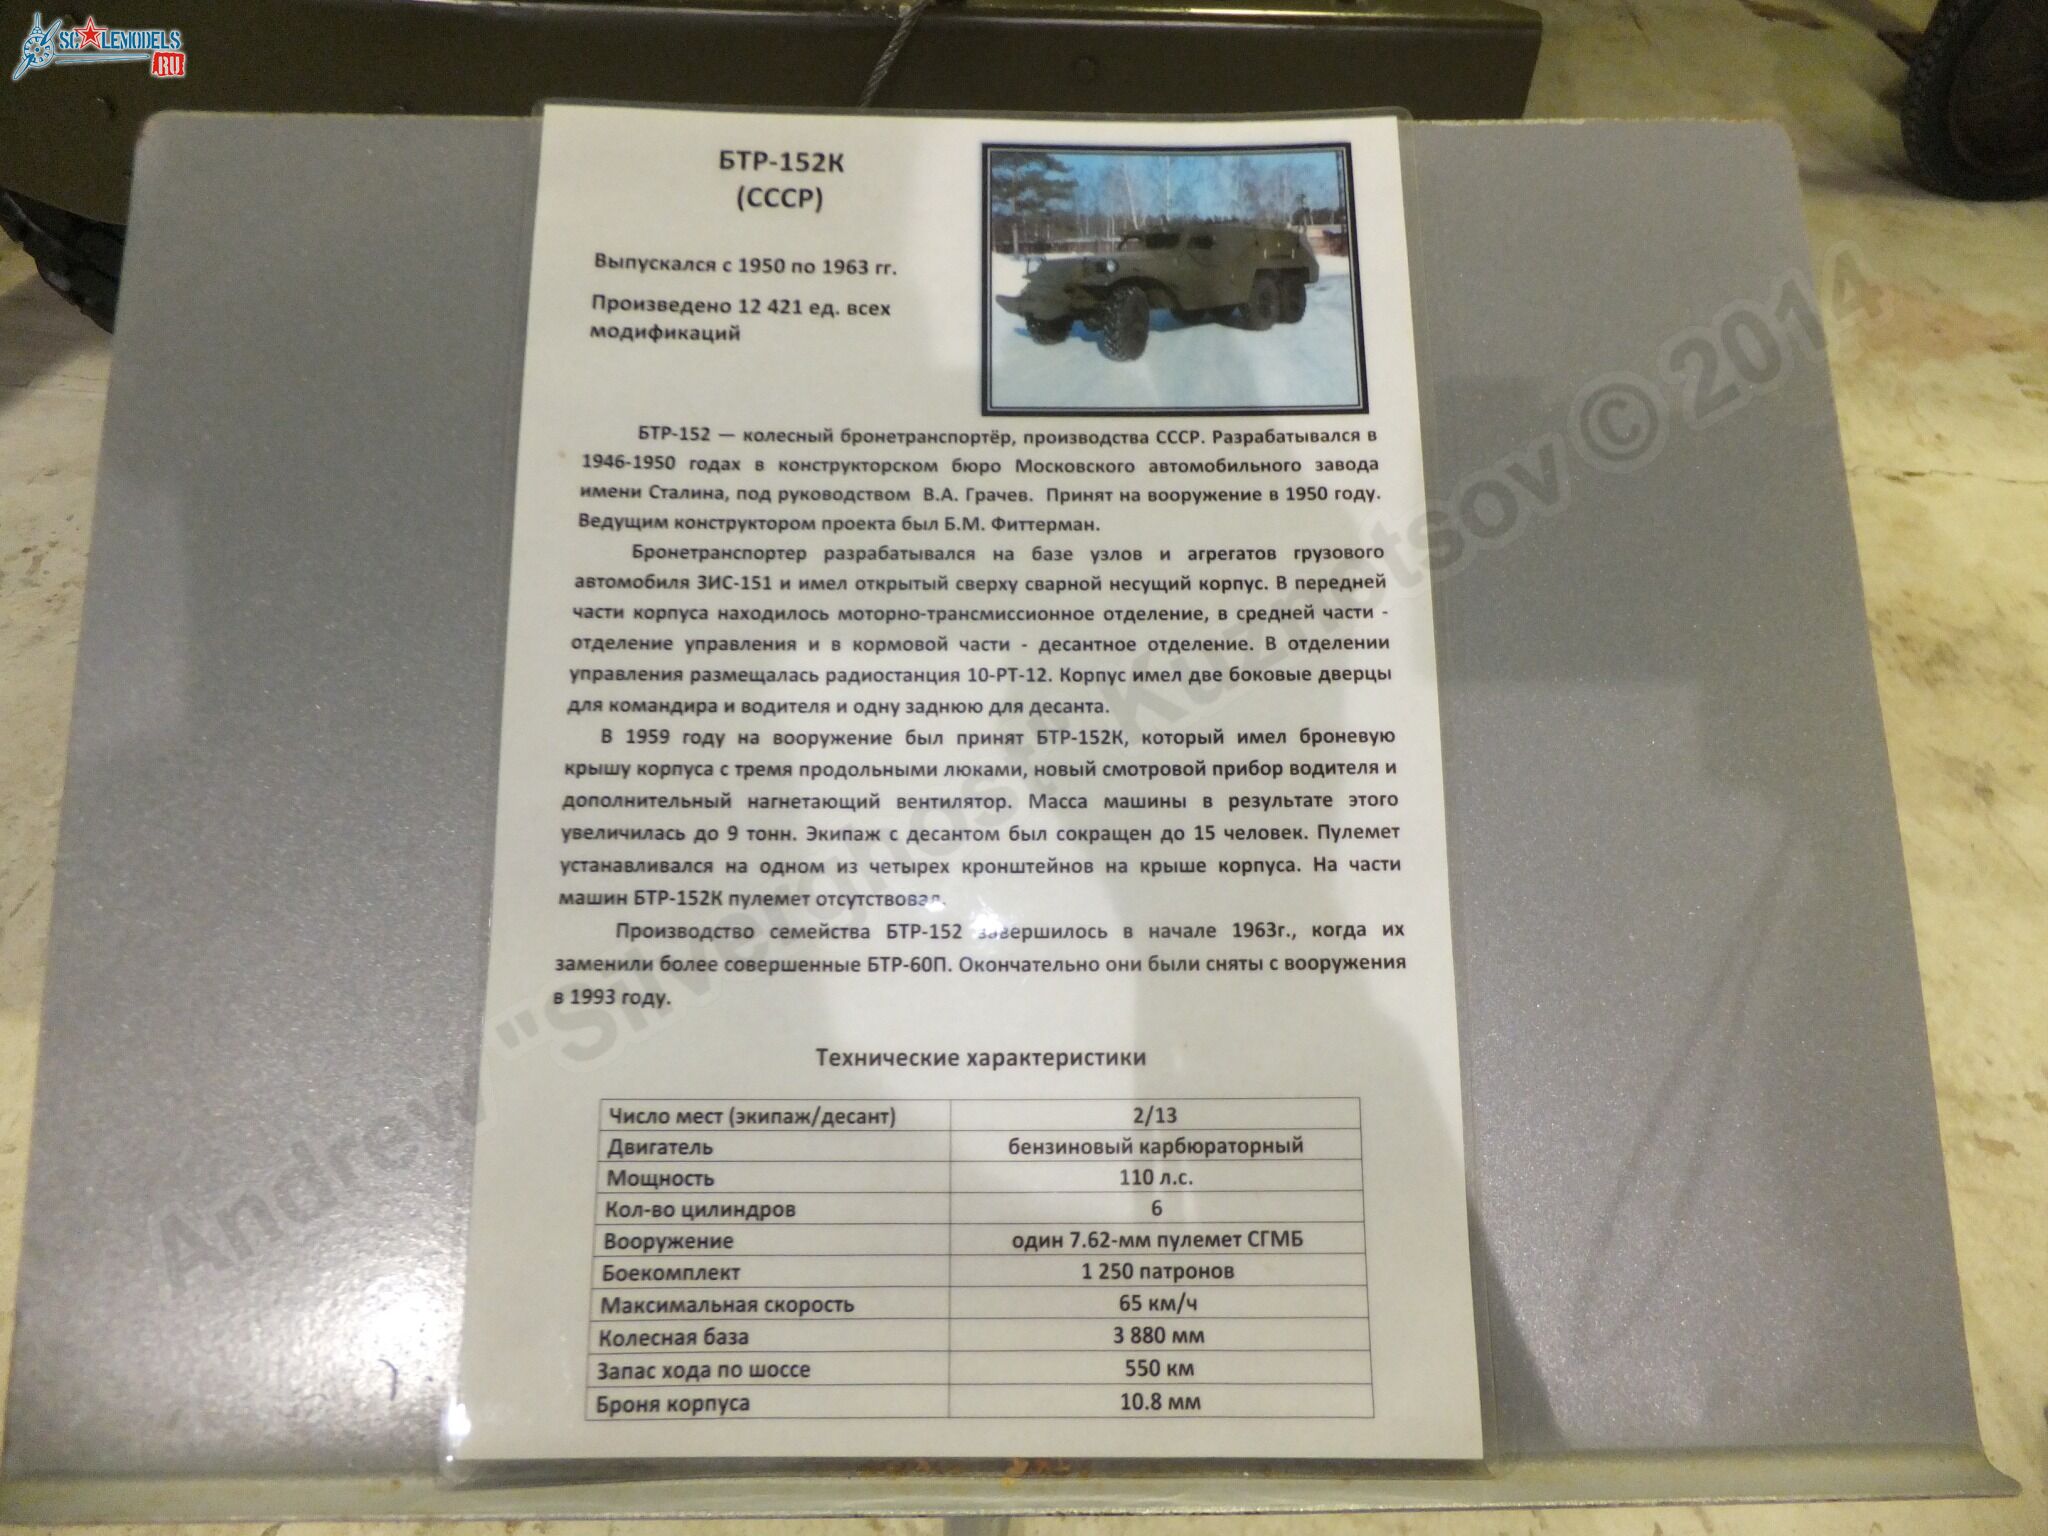 SCALEMODELS
RU
БТР-152К
(СССР)
Выпускался с 1950 по 1963 гг.
Произведено 12 421 ед. всех
модификаций
БТР-152 — колесный бронетранспортёр, производства СССР. Разрабатывался в
1946-1950 годах в конструкторском бюро Московского автомобильного завода
имени Сталина, под руководством В.А. Грачев. Принят на вооружение в 1950 году.
Ведущим конструктором проекта был Б.М. Фиттерман.
Бронетранспортер разрабатывался на базе узлов и агрегатов грузового
автомобиля ЗИС-151 и имел открытый сверху сварной несущий корпус. В передней
части корпуса находилось моторно-трансмиссионное отделение, в средней части -
отделение управления и в кормовой части - десантное отделение. В отделении
управления размещалась радиостанция 10-РТ-12. Корпус имел две боковые дверцы
для командира и водителя и одну заднюю для десанта.
В 1959 году на вооружение был принят БТР-152К, который имел броневую
крышу корпуса с тремя продольными люками, новый смотровой прибор водителя и
дополнительный нагнетающий вентилятор. Масса машины в результате этого
увеличилась до 9 тонн. Экипаж с десантом был сокращен до 15 человек. Пулемет
устанавливался на одном из четырех кронштейнов на крыше корпуса. На части
машин БТР-152К пулемет отсутствовал.
Производство семейства БТР-152 завершилось в начале 1963г., когда их
заменили более совершенные БТР-60П. Окончательно они были сняты с вооружения
в 1993 году.
Технические характеристики
Число мест (экипаж/десант) 2/13
Двигатель бензиновый карбюраторный
Мощность 110 л.с.
Кол-во цилиндров 6
Вооружение один 7.62-мм пулемет СГМБ
Боекомплект 1 250 патронов
Максимальная скорость 65 км/ч
Колесная база 3 880 мм
Запас хода по шоссе 550 км
Броня корпуса 10.8 мм
Andrew "Silverghost" Kuznetsov © 2014